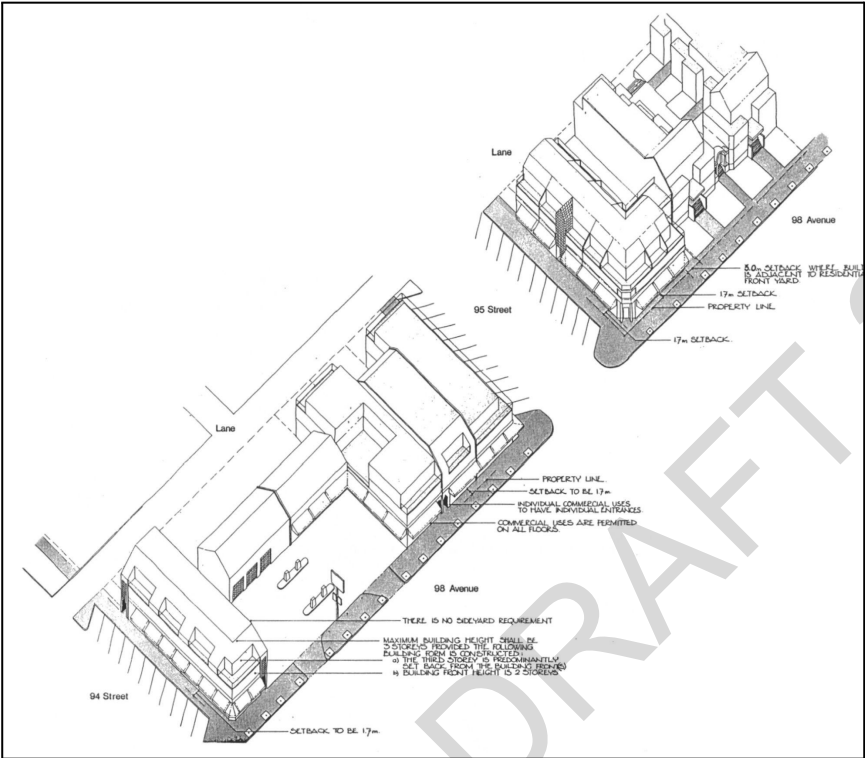 Lane
98 Avenue
3.0m SETBACK WHERE BUIL
IS ADJACENT TO RESIDENTIA
FRONT YARD.
1.7m SETBACK
PROPERTY LINE
1.7m SETBACK.
95 Street
Lane
PROPERTY LINE.
SETBACK TO BE 1.7m
INDIVIDUAL COMMERCIAL USES
TO HAVE INDIVIDUAL ENTRANCES.
COMMERCIAL USES ARE PERMITTED
ON ALL FLOORS.
98 Avenue
THERE IS NO SIDEYARD REQUIREMENT
MAXIMUM BUILDING HEIGHT SHALL BE
3 STOREYS PROVIDED THE FOLLOWING
BUILDING FORM IS CONSTRUCTED:
a) THE THIRD STOREY IS PREDOMINANTLY
SET BACK FROM THE BUILDING FRONT(S)
b) BUILDING FRONT HEIGHT IS 2 STOREYS
94 Street
SETBACK TO BE 1.7m.
DRAFT